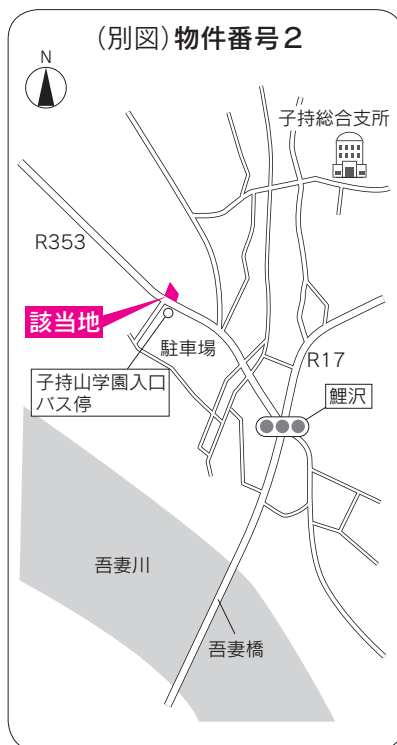 (別図)物件番号2
N
子持総合支所
R353
該当地
駐車場
子持山学園入口
バス停
R17
鯉沢
吾妻川
吾妻橋